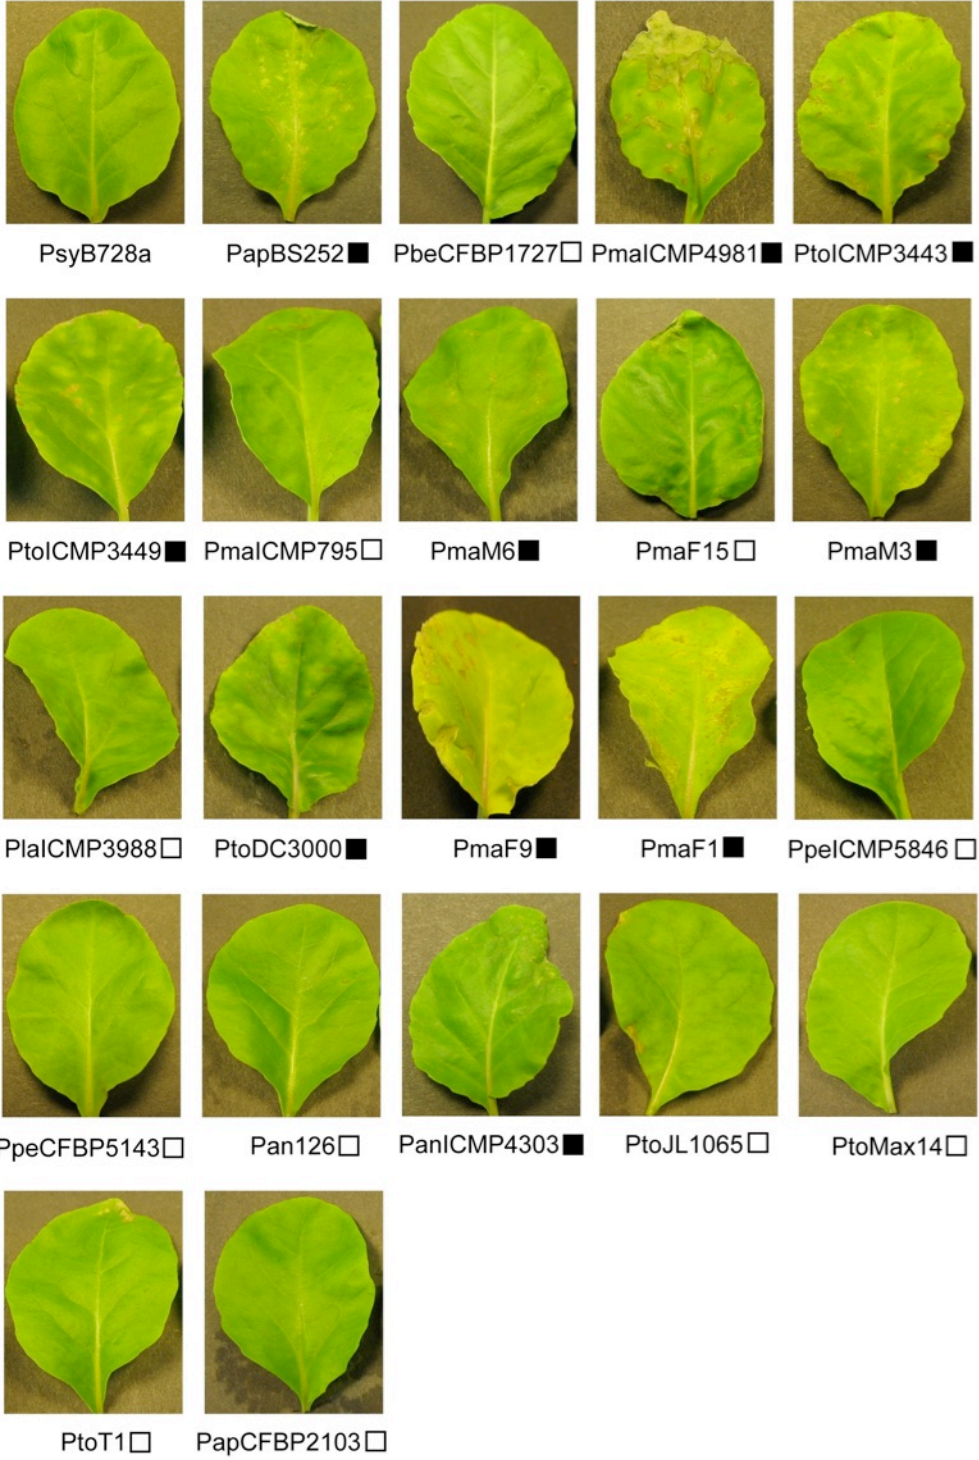 PsyB728a PapBS252■ PbeCFBP1727□ PmaICMP4981■ PtoICMP3443■
PtoICMP3449■ PmaICMP795□ PmaM6■ PmaF15□ PmaM3■
PlaICMP3988□ PtoDC3000■ PmaF9■ PmaF1■ PpeICMP5846□
PpeCFBP5143□ Pan126□ PanICMP4303■ PtoJL1065□ PtoMax14□
PtoT1□ PapCFBP2103□